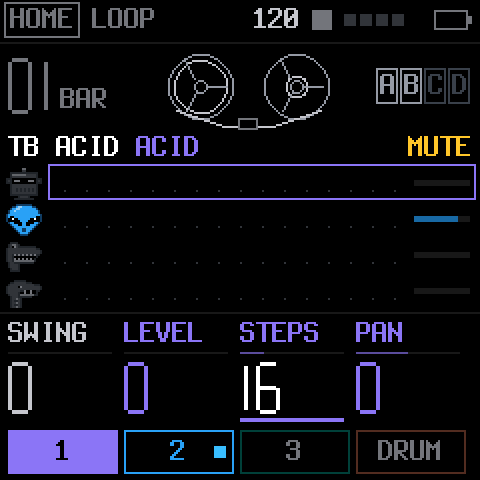 HOME LOOP 120
01 BAR ABCD
TB ACID ACID MUTE
SWING LEVEL STEPS PAN
0 0 16 0
1 2 3 DRUM